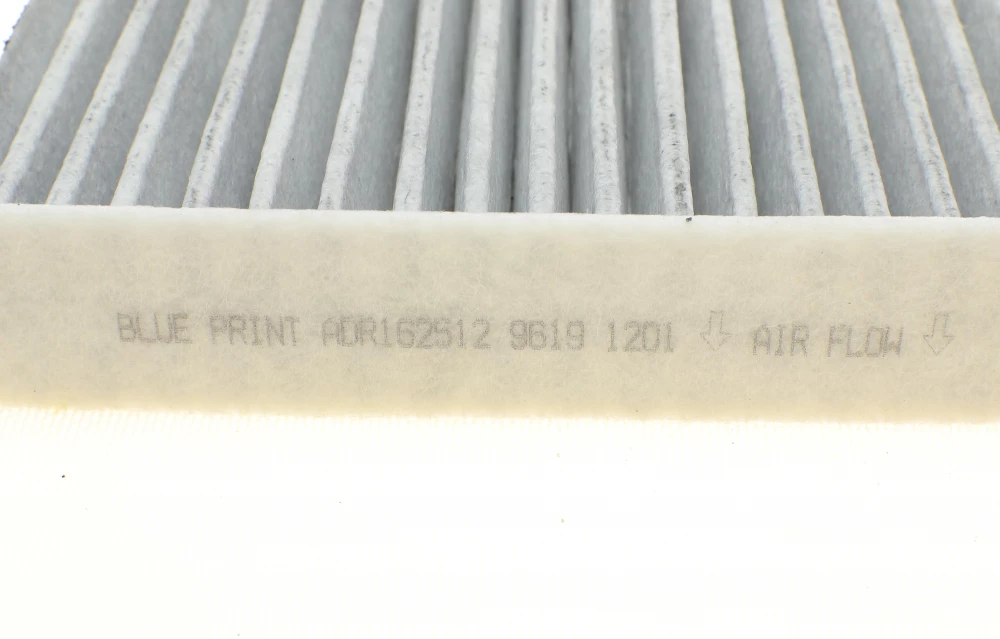 BLUE PRINT ADR162512 9619 1201 ⇩ AIR FLOW ⇩